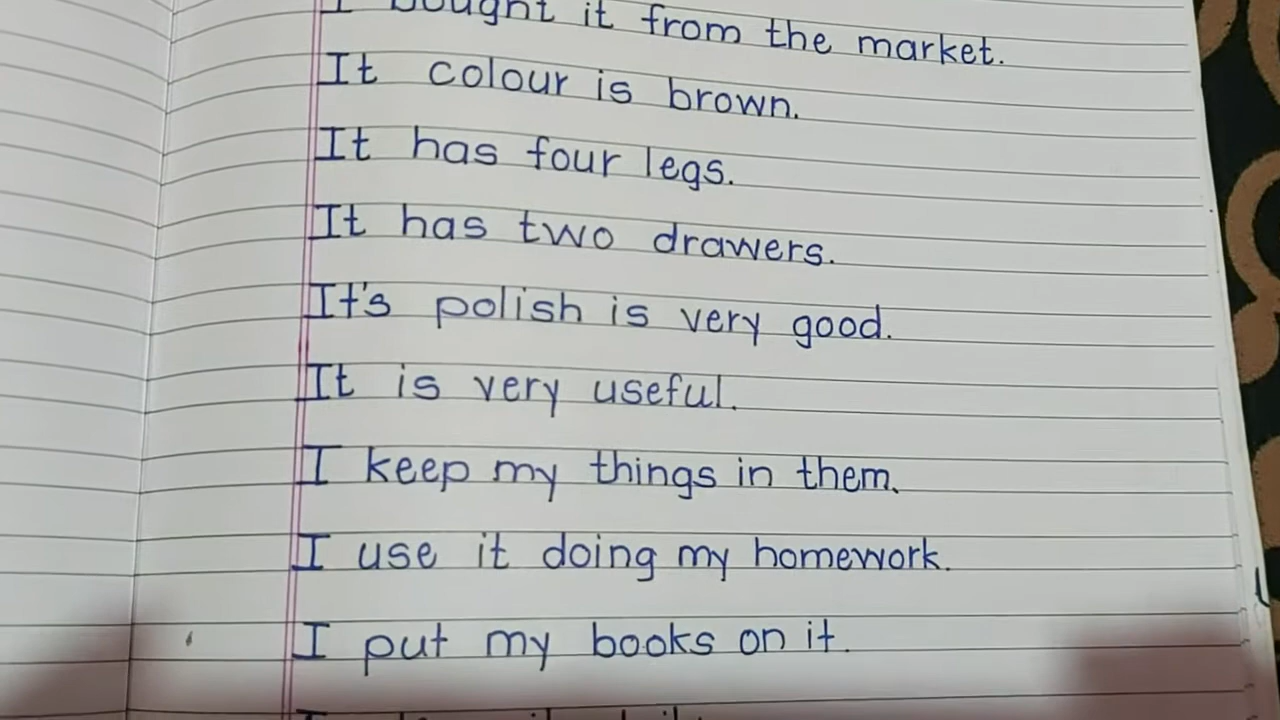 I bought it from the market.
It colour is brown.
It has four legs.
It has two drawers.
It's polish is very good.
It is very useful.
I keep my things in them.
I use it doing my homework.
I put my books on it.